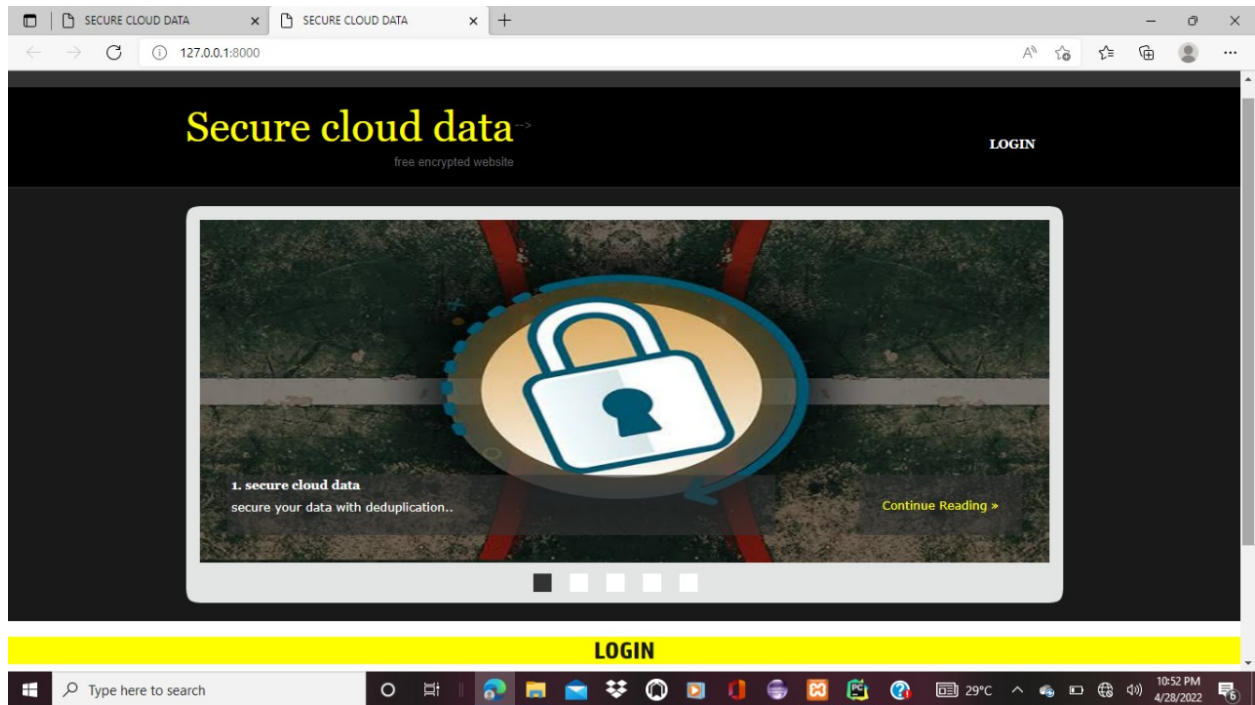 SECURE CLOUD DATA
SECURE CLOUD DATA
127.0.0.1:8000
Secure cloud data-->
free encrypted website
LOGIN
1. secure cloud data
secure your data with deduplication..
Continue Reading »
LOGIN
Type here to search
29°C
10:52 PM
4/28/2022
6